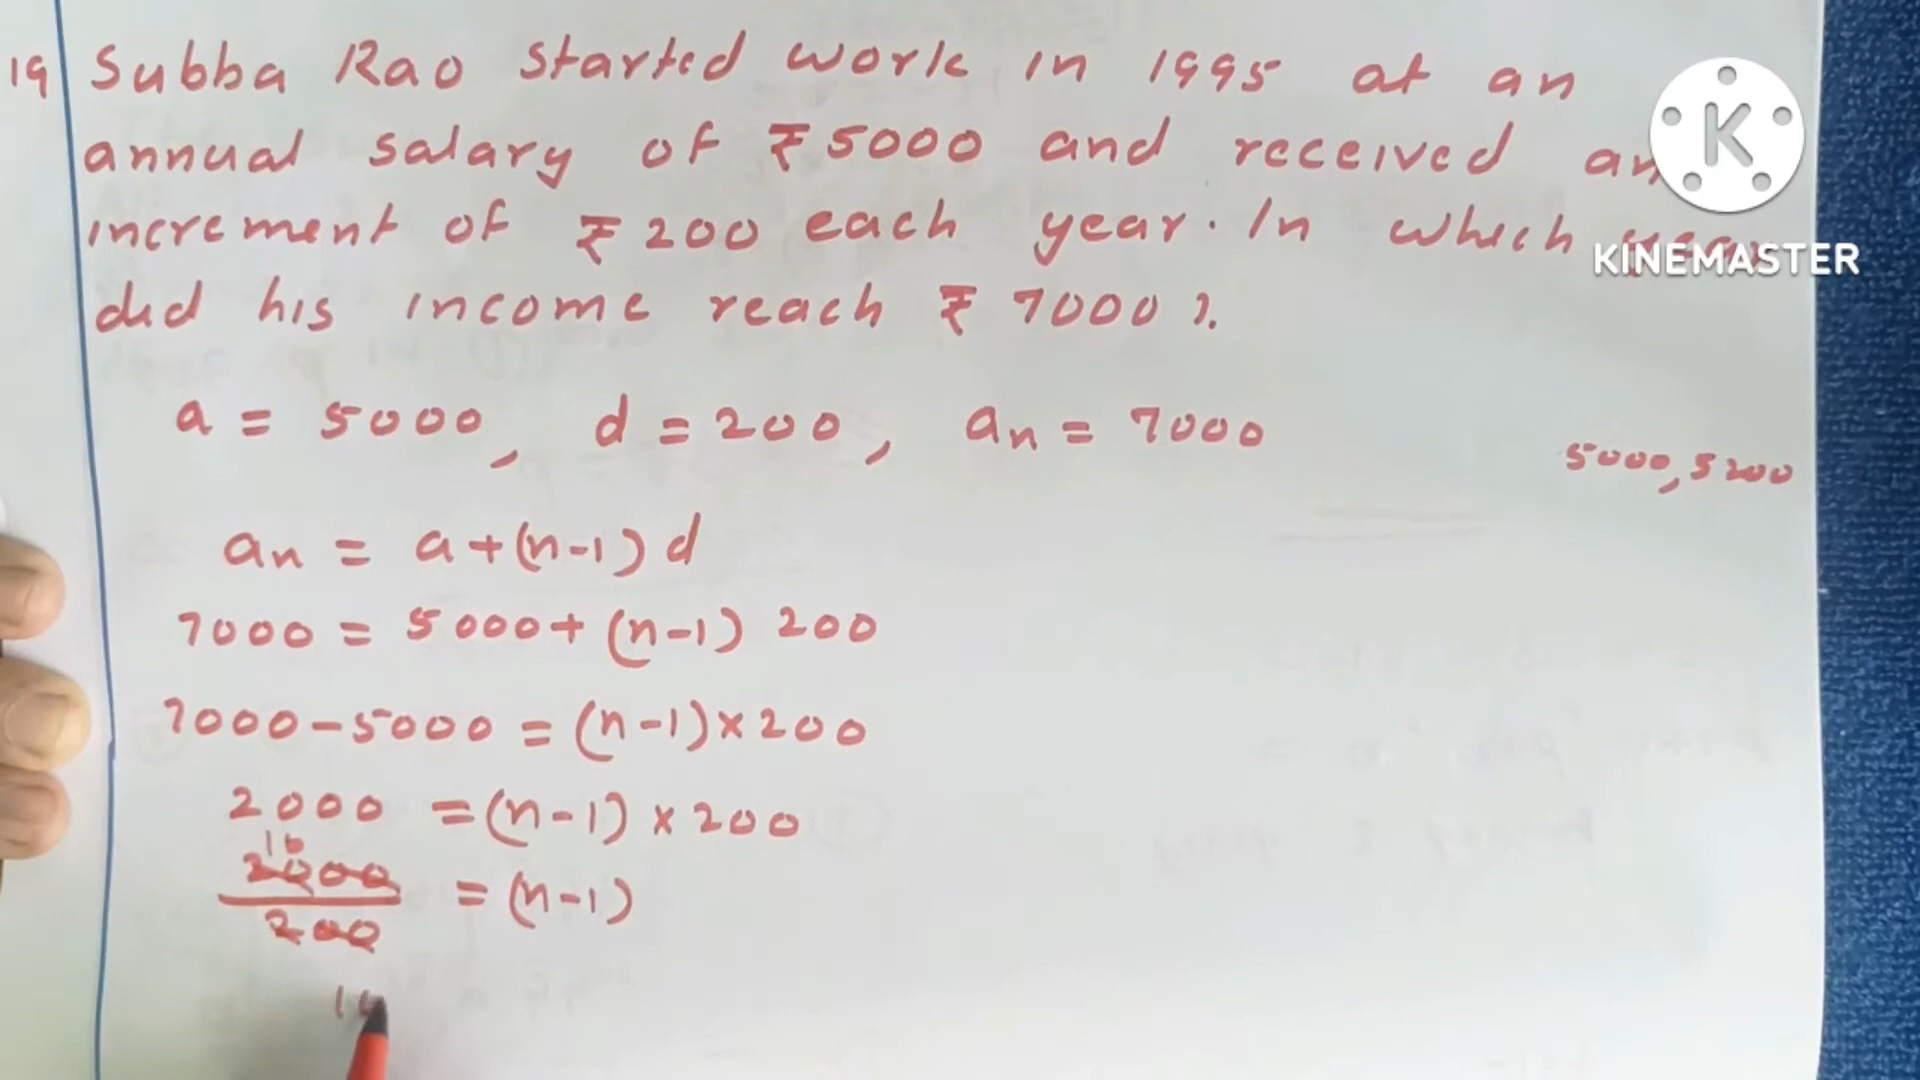 19 Subba Rao started work in 1995 at an
annual salary of ₹5000 and received an
increment of ₹200 each year. In which year
did his income reach ₹ 7000?.
K
KINEMASTER
a = 5000, d = 200, an = 7000
5000, 5200
an = a+(n-1) d
7000 = 5000+ (n-1) 200
7000-5000 = (n-1)×200
2000 = (n-1) × 200
10
2000
200
= (n-1)
10